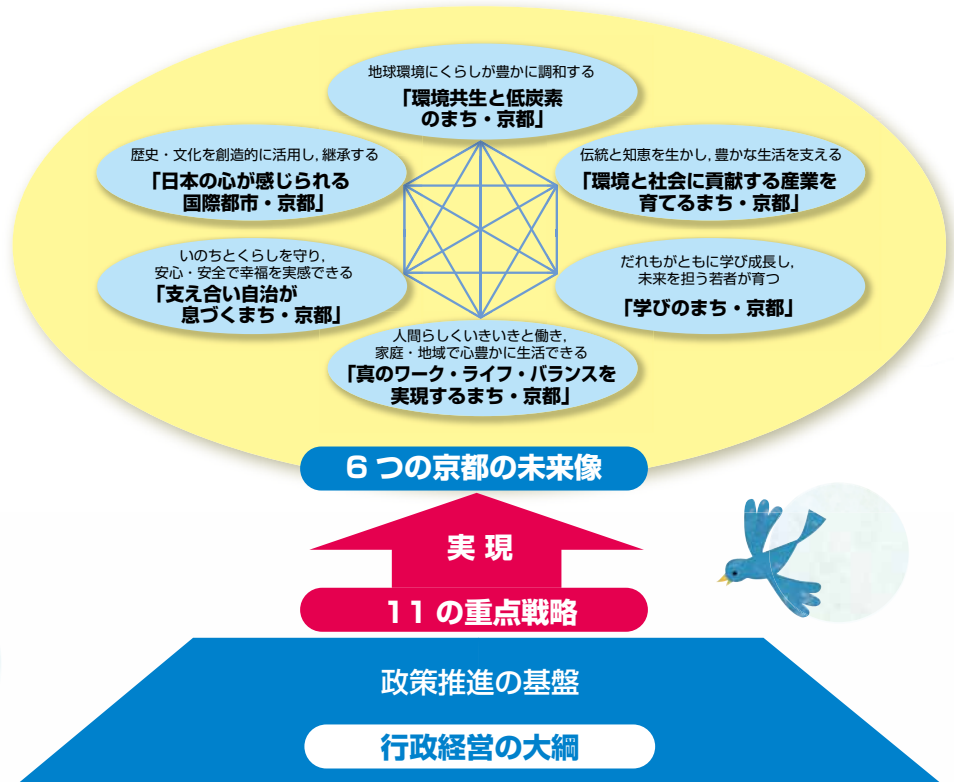 地球環境にくらしが豊かに調和する
「環境共生と低炭素
のまち・京都」
歴史・文化を創造的に活用し,継承する
「日本の心が感じられる
国際都市・京都」
伝統と知恵を生かし,豊かな生活を支える
「環境と社会に貢献する産業を
育てるまち・京都」
いのちとくらしを守り,
安心・安全で幸福を実感できる
「支え合い自治が
息づくまち・京都」
だれもがともに学び成長し,
未来を担う若者が育つ
「学びのまち・京都」
人間らしくいきいきと働き,
家庭・地域で心豊かに生活できる
「真のワーク・ライフ・バランスを
実現するまち・京都」
6つの京都の未来像
実現
11の重点戦略
政策推進の基盤
行政経営の大綱